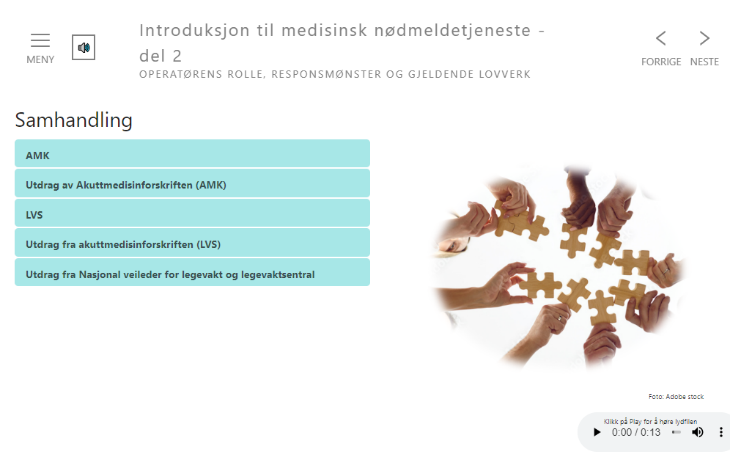 Introduksjon til medisinsk nødmeldetjeneste -
del 2
OPERATØRENS ROLLE, RESPONSMØNSTER OG GJELDENDE LOVVERK
MENY
FORRIGE
NESTE
Samhandling
AMK
Utdrag av Akuttmedisinforskriften (AMK)
LVS
Utdrag fra akuttmedisinforskriften (LVS)
Utdrag fra Nasjonal veileder for legevakt og legevaktsentral
Foto: Adobe stock
Klikk på Play for å høre lydfilen
0:00 / 0:13